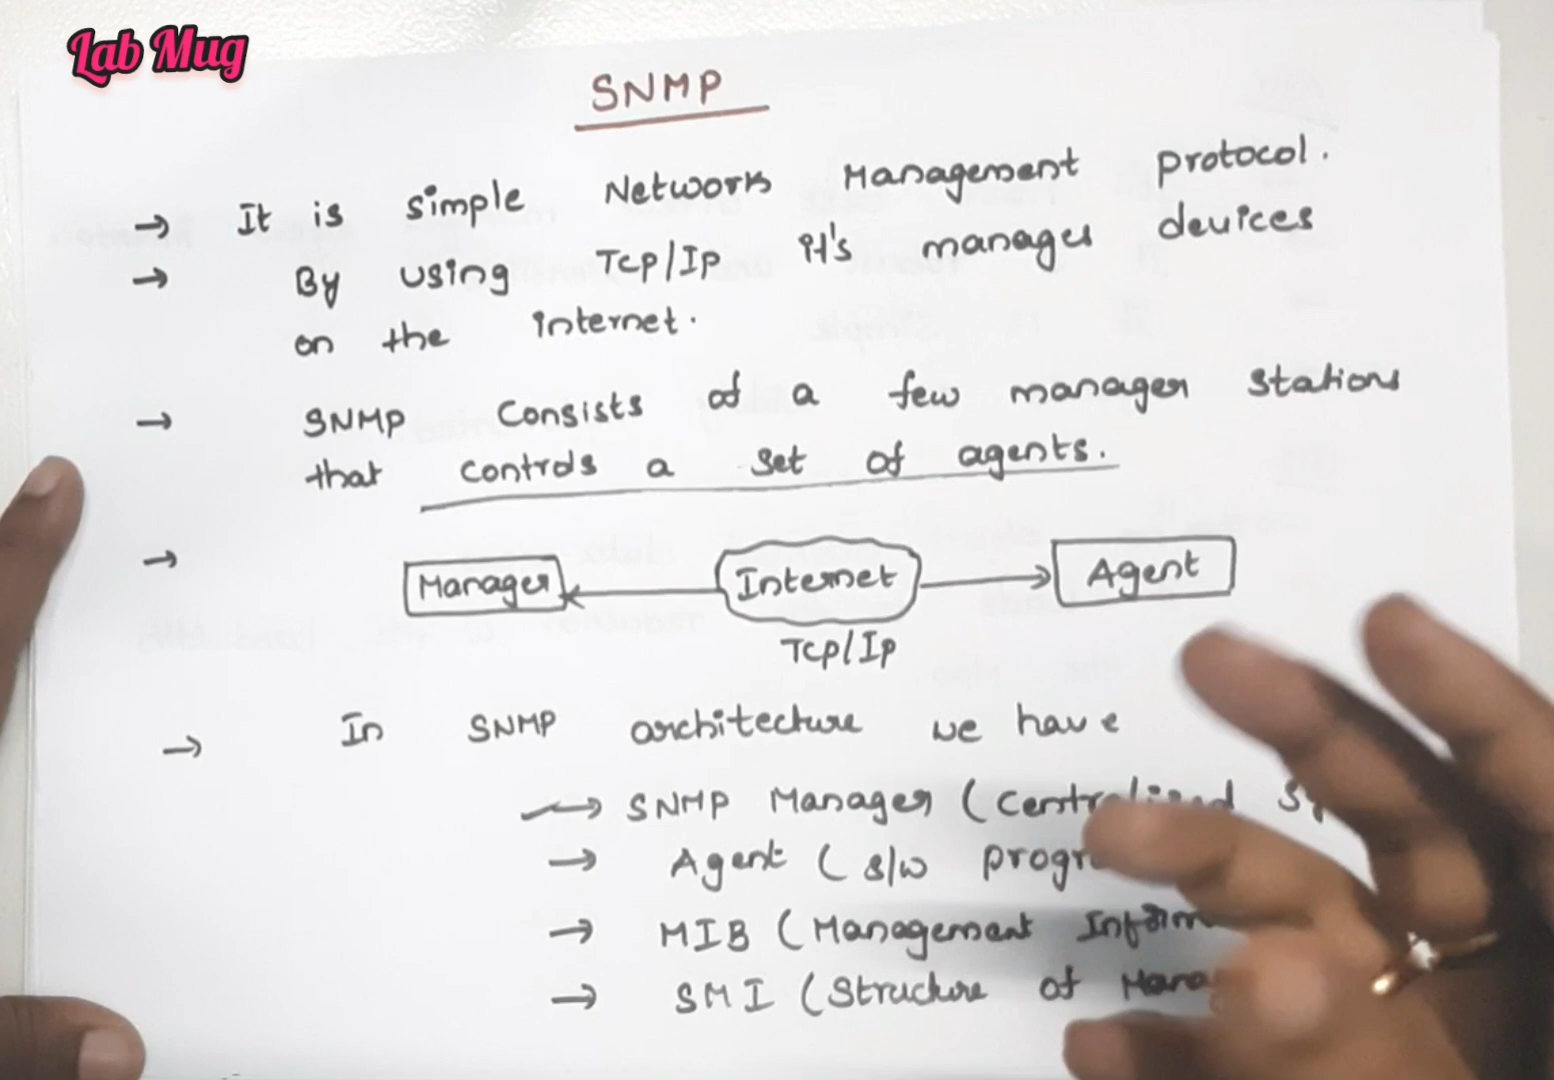 Lab Mug
SNMP
→ It is simple Network Management protocol.
→ By using Tcp/Ip it's manages devices
on the internet.
→ SNMP Consists of a few manager stations
that controls a set of agents.
→ Manager Internet Agent
Tcp/Ip
→ In SNMP architecture we have
→ SNMP Manager (Centralized
→ Agent ( s/w
→ MIB ( Management
→ SMI ( Structure of